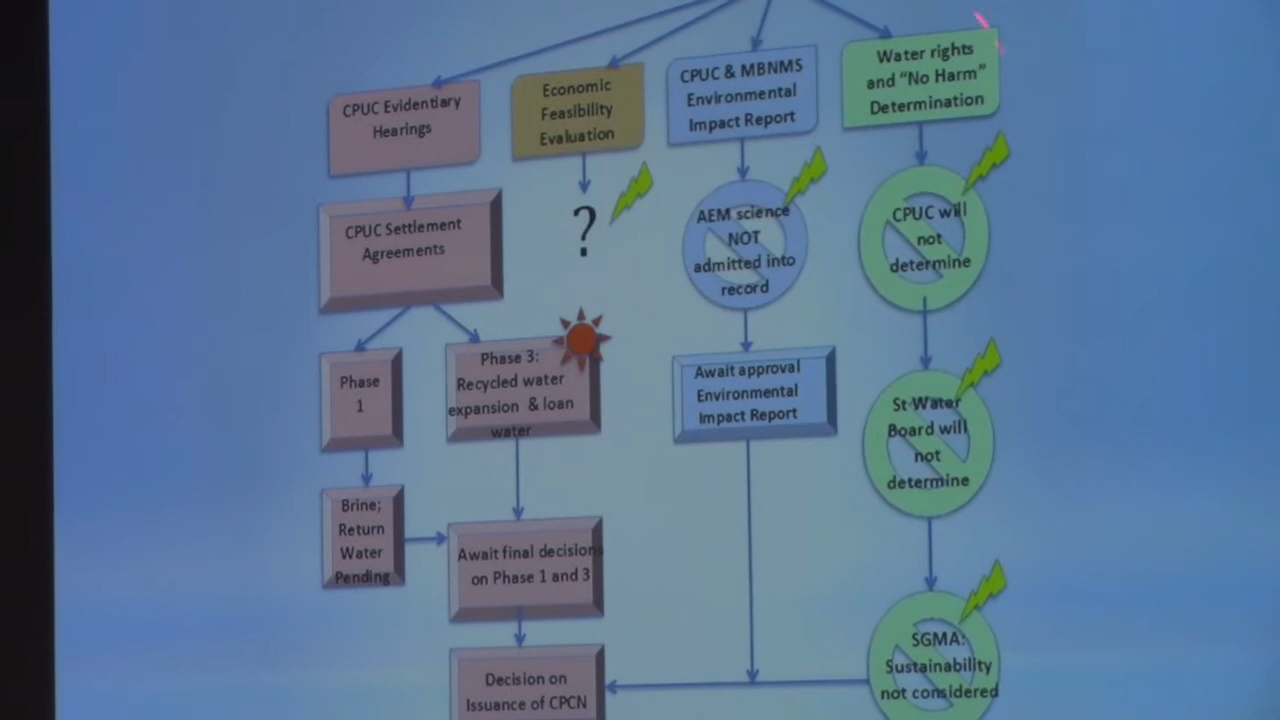 CPUC Evidentiary
Hearings
Economic
Feasibility
Evaluation
CPUC & MBNMS
Environmental
Impact Report
Water rights
and “No Harm”
Determination
CPUC Settlement
Agreements
?
AEM science
NOT
admitted into
record
CPUC will
not
determine
Phase
1
Phase 3:
Recycled water
expansion & loan
water
Await approval
Environmental
Impact Report
St Water
Board will
not
determine
Brine;
Return
Water
Pending
Await final decisions
on Phase 1 and 3
Decision on
Issuance of CPCN
SGMA:
Sustainability
not considered